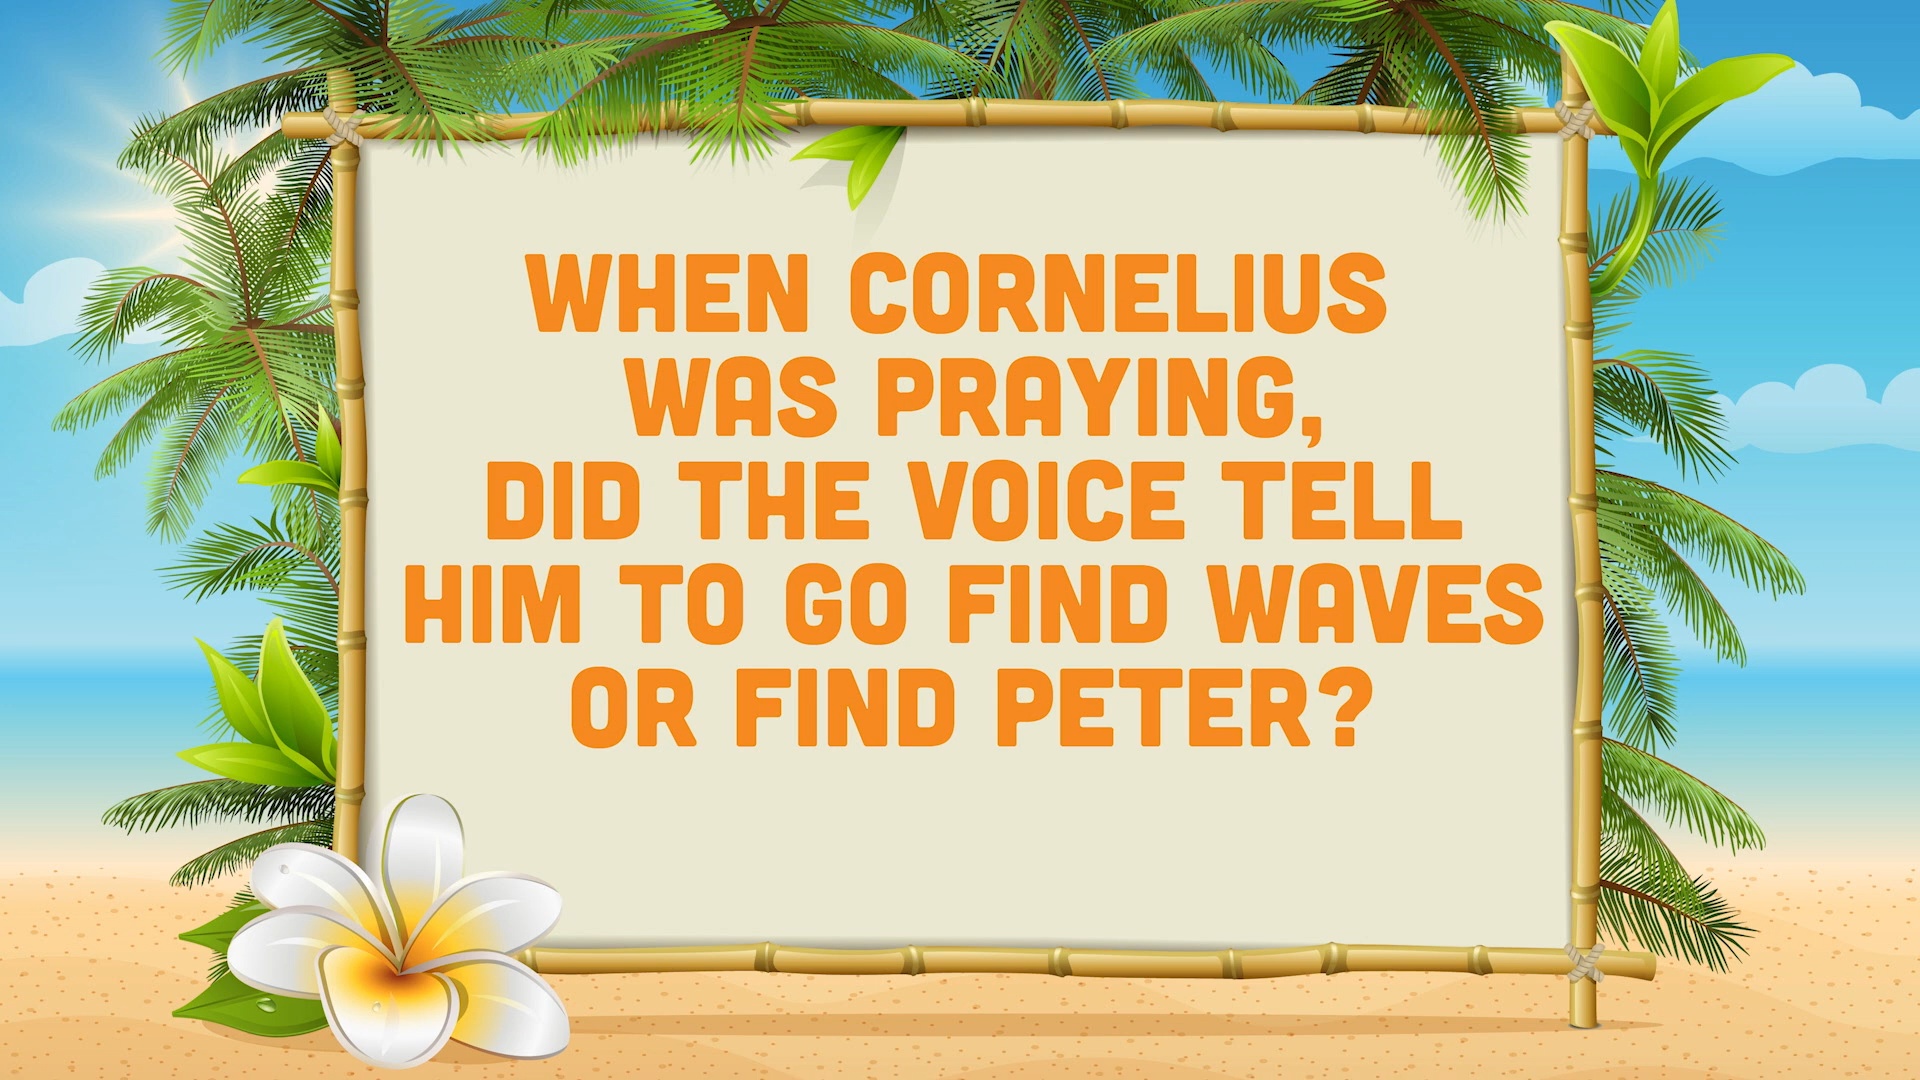 WHEN CORNELIUS
WAS PRAYING,
DID THE VOICE TELL
HIM TO GO FIND WAVES
OR FIND PETER?